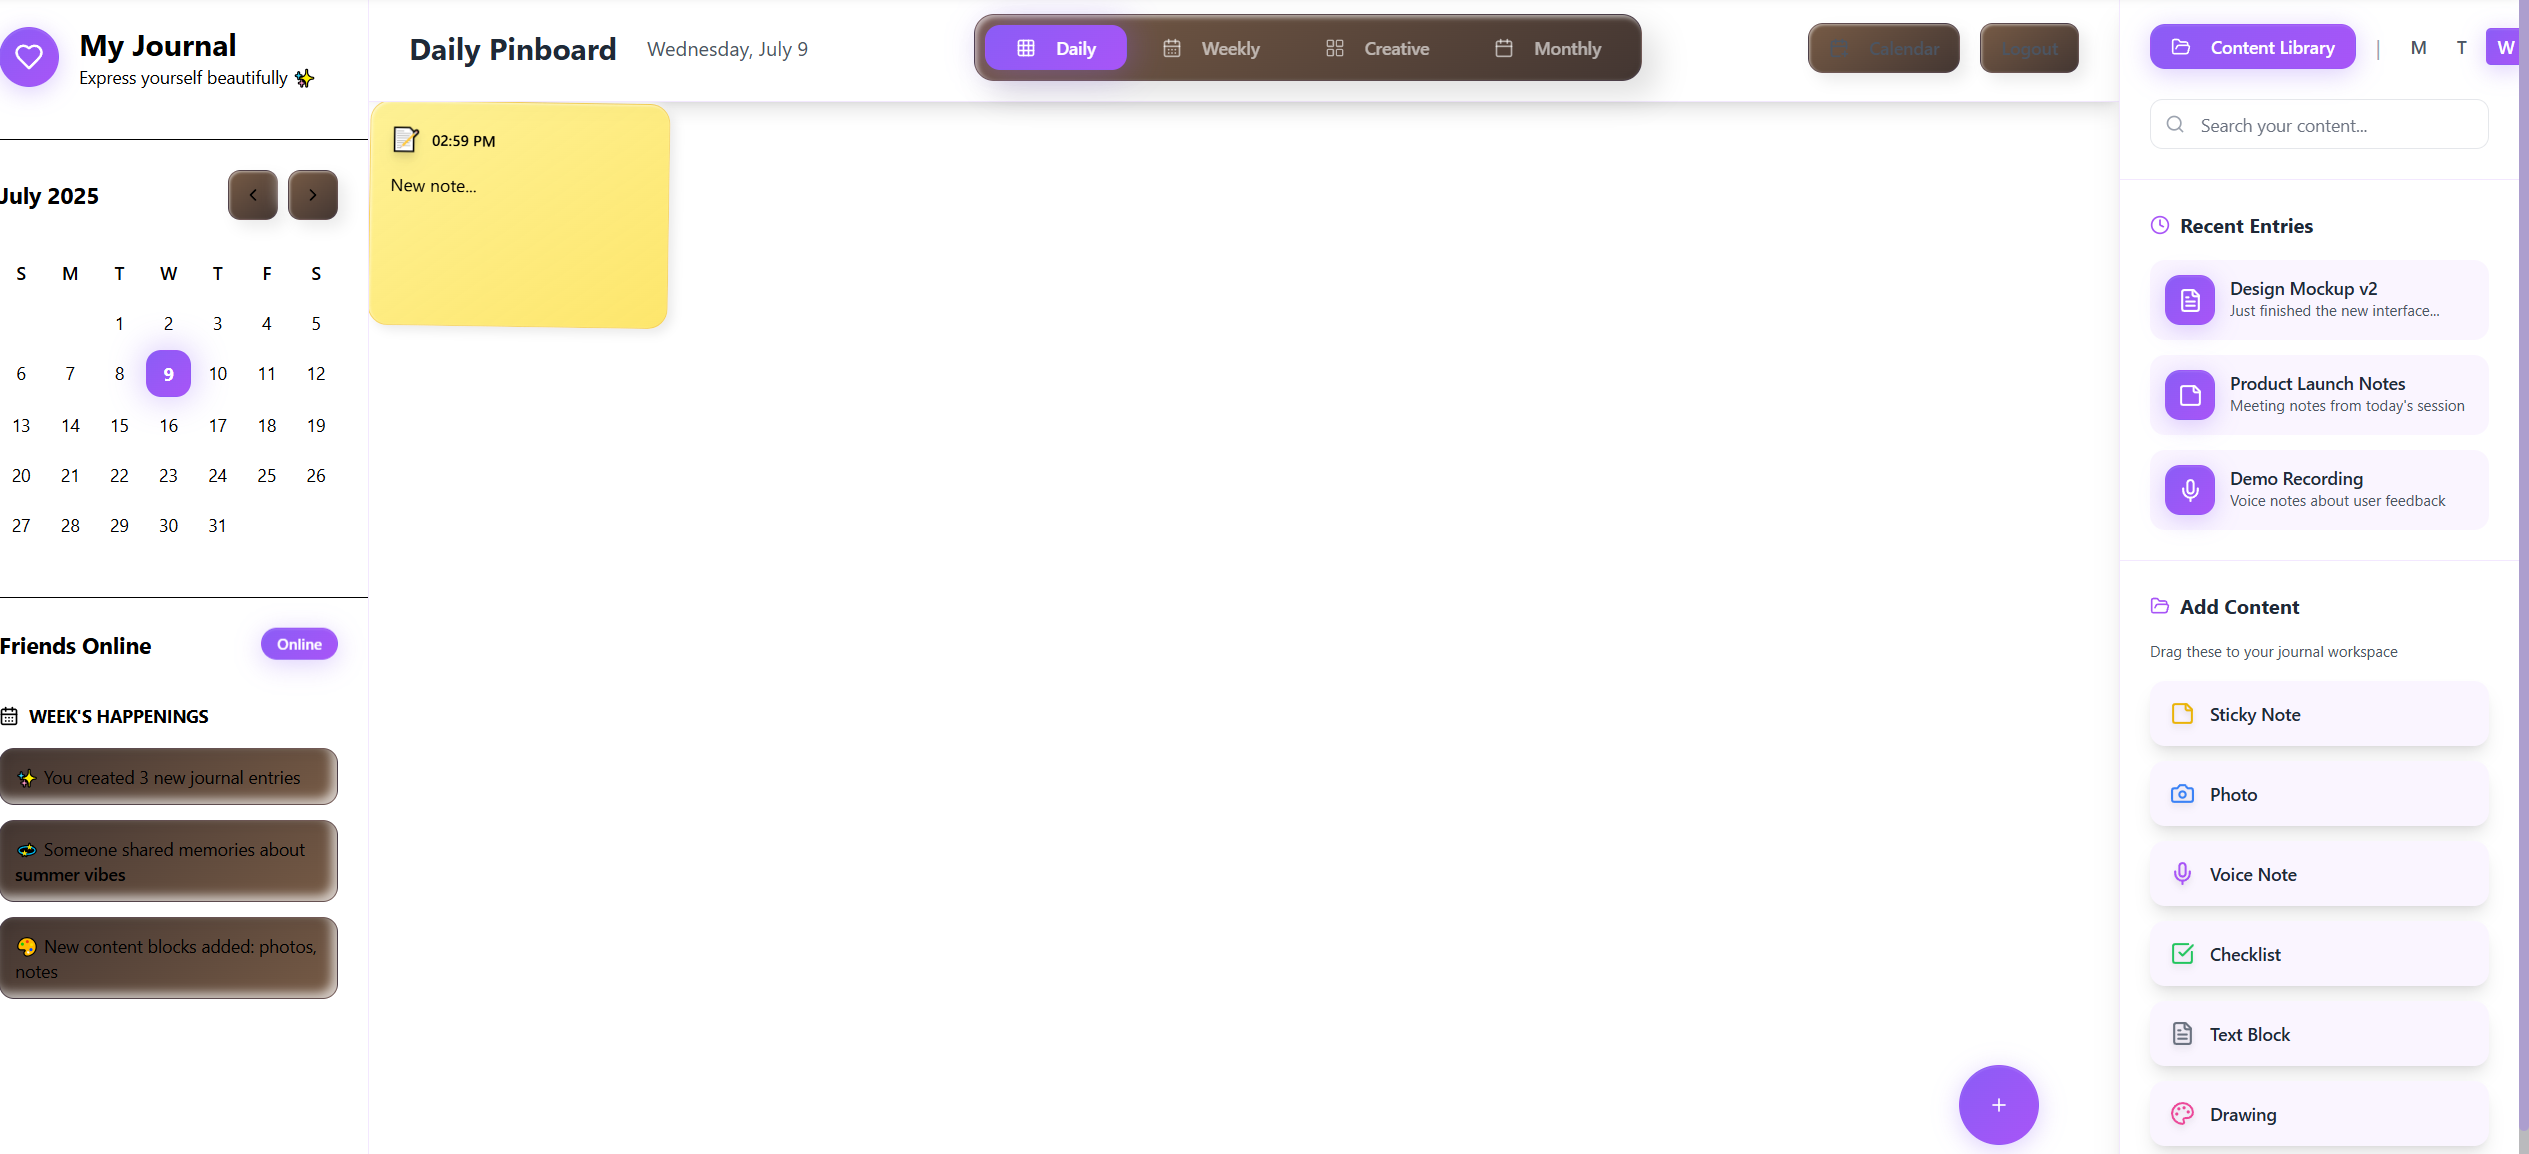 My Journal
Express yourself beautifully ✨
July 2025
S M T W T F S
1 2 3 4 5
6 7 8 9 10 11 12
13 14 15 16 17 18 19
20 21 22 23 24 25 26
27 28 29 30 31
Friends Online
Online
WEEK'S HAPPENINGS
✨ You created 3 new journal entries
💫 Someone shared memories about
summer vibes
🎨 New content blocks added: photos,
notes
Daily Pinboard
Wednesday, July 9
Daily
Weekly
Creative
Monthly
Calendar
Logout
📝 02:59 PM
New note...
+
Content Library
| M T W
Search your content...
Recent Entries
Design Mockup v2
Just finished the new interface...
Product Launch Notes
Meeting notes from today's session
Demo Recording
Voice notes about user feedback
Add Content
Drag these to your journal workspace
Sticky Note
Photo
Voice Note
Checklist
Text Block
Drawing